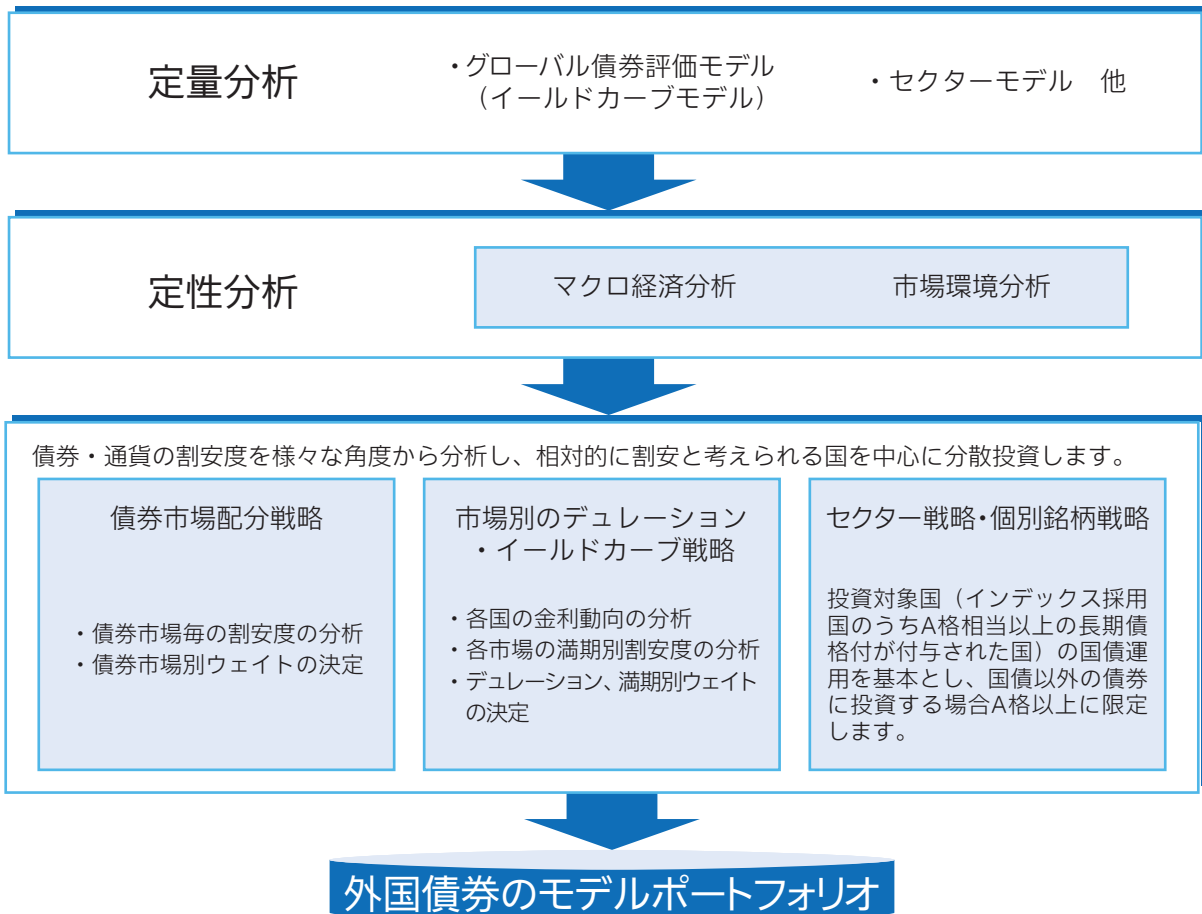 定量分析
・グローバル債券評価モデル
（イールドカーブモデル）
・セクターモデル　他
定性分析
マクロ経済分析
市場環境分析
債券・通貨の割安度を様々な角度から分析し、相対的に割安と考えられる国を中心に分散投資します。
債券市場配分戦略
・債券市場毎の割安度の分析
・債券市場別ウェイトの決定
市場別のデュレーション
・イールドカーブ戦略
・各国の金利動向の分析
・各市場の満期別割安度の分析
・デュレーション、満期別ウェイト
の決定
セクター戦略・個別銘柄戦略
投資対象国（インデックス採用
国のうちA格相当以上の長期債
格付が付与された国）の国債運
用を基本とし、国債以外の債券
に投資する場合A格以上に限定
します。
外国債券のモデルポートフォリオ